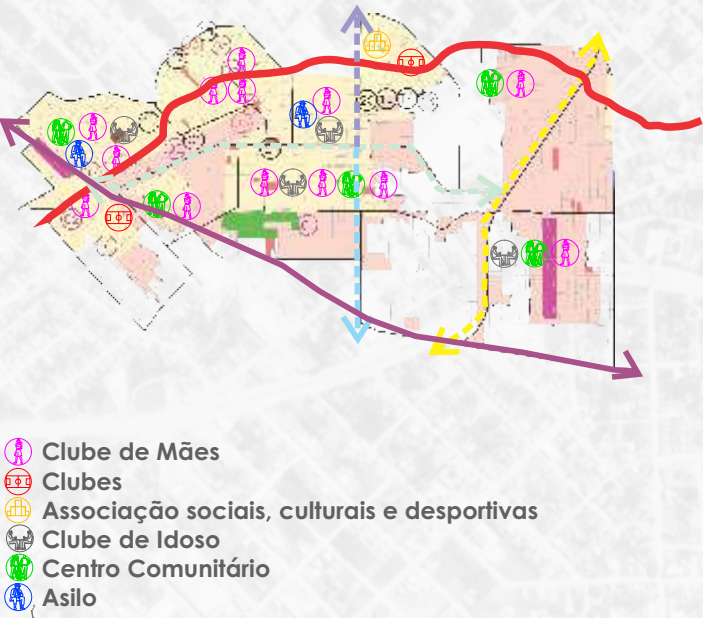 Clube de Mães
Clubes
Associação sociais, culturais e desportivas
Clube de Idoso
Centro Comunitário
Asilo